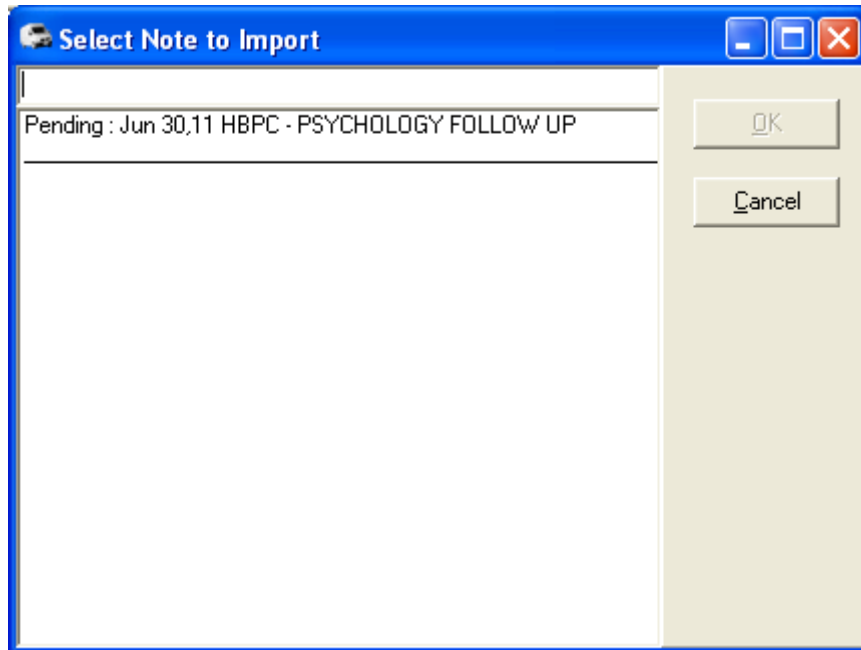 Select Note to Import
Pending : Jun 30,11 HBPC - PSYCHOLOGY FOLLOW UP
OK
Cancel